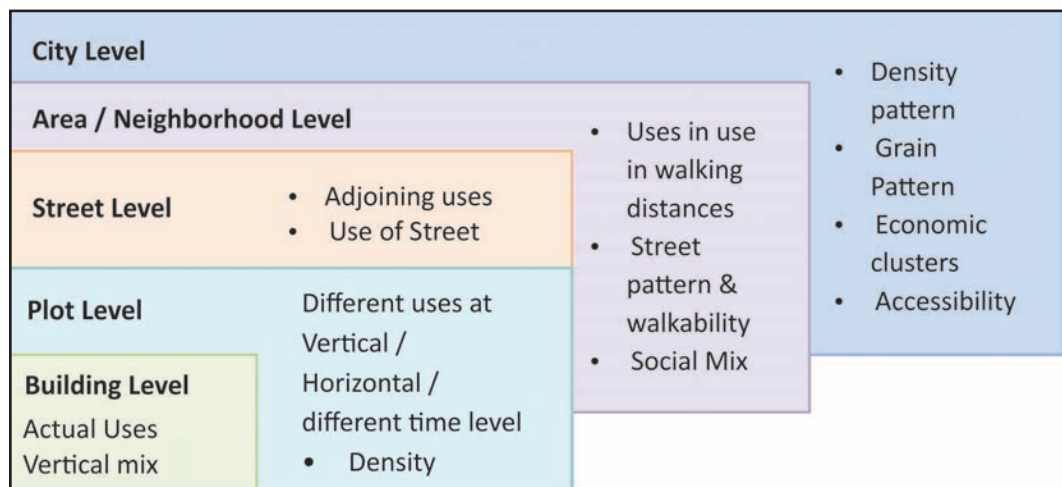 City Level
• Density
pattern
• Grain
Pattern
• Economic
clusters
• Accessibility
Area / Neighborhood Level
• Uses in use
in walking
distances
• Street
pattern &
walkability
• Social Mix
Street Level
• Adjoining uses
• Use of Street
Plot Level
Different uses at
Vertical /
Horizontal /
different time level
• Density
Building Level
Actual Uses
Vertical mix